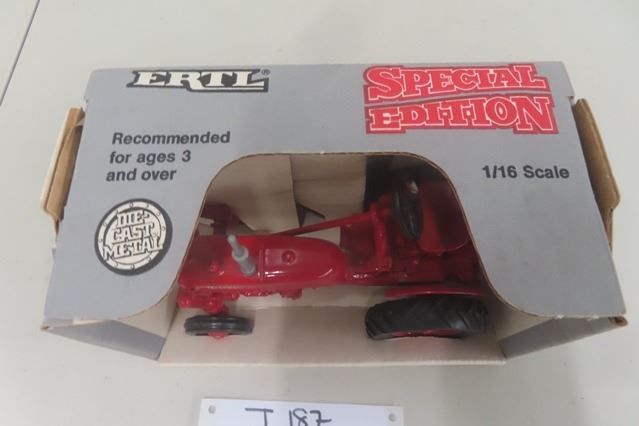 ERTL®
SPECIAL
EDITION
Recommended
for ages 3
and over
1/16 Scale
DIE-
CAST
METAL
T 187